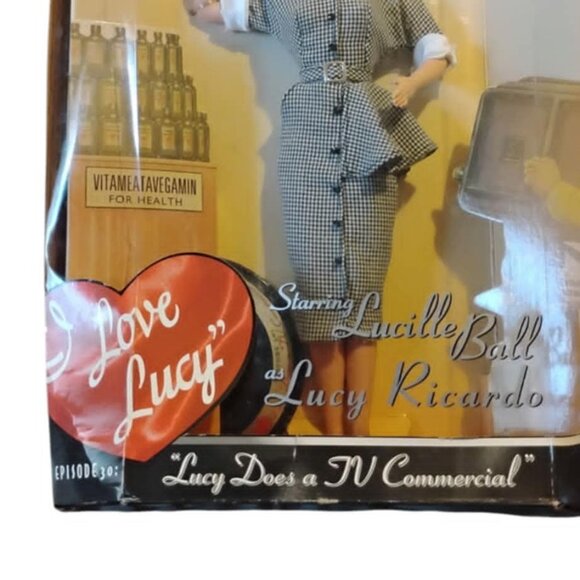 VITAMEATAVEGAMIN
FOR HEALTH
"I Love
Lucy"
Starring Lucille Ball
as Lucy Ricardo
EPISODE 30:
"Lucy Does a TV Commercial"